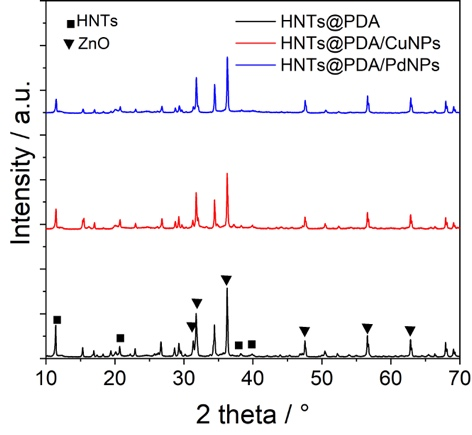 ■HNTs
▼ZnO
HNTs@PDA
HNTs@PDA/CuNPs
HNTs@PDA/PdNPs
Intensity / a.u.
10 20 30 40 50 60 70
2 theta / °